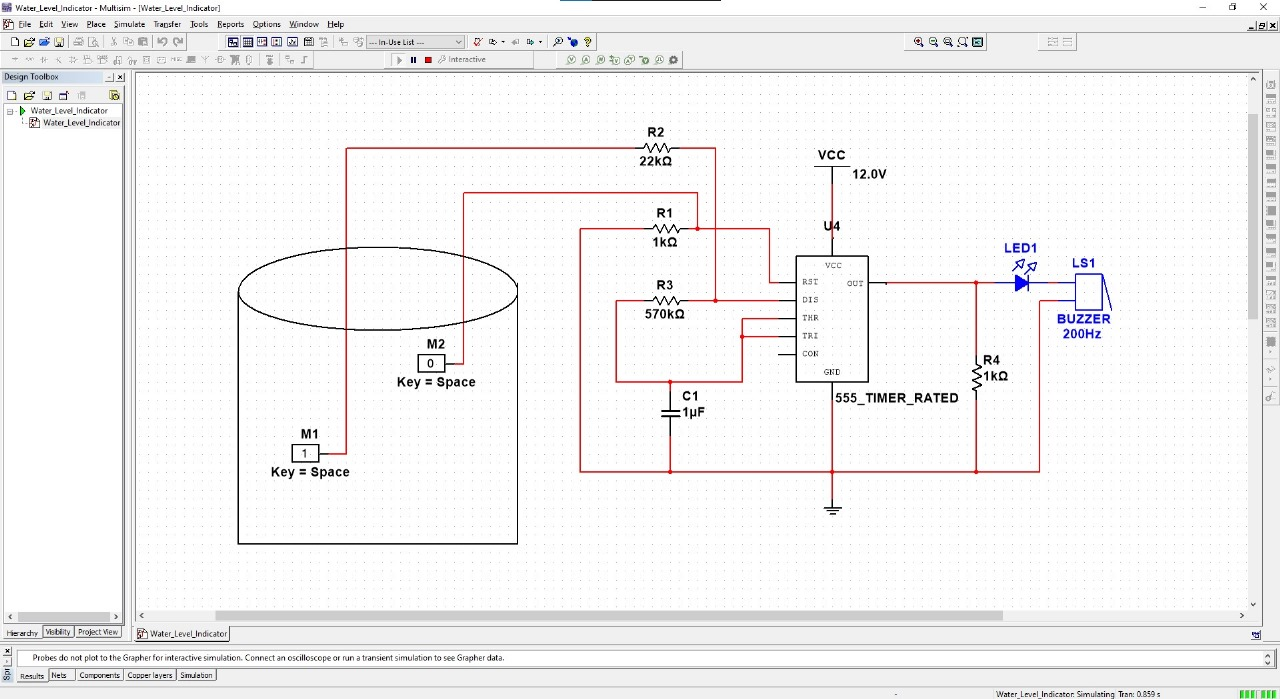 Water_Level_Indicator - Multisim - [Water_Level_Indicator]
File Edit View Place Simulate Transfer Tools Reports Options Window Help
--- In-Use List ---
Interactive
Design Toolbox
Water_Level_Indicator
Water_Level_Indicator
R2
22kΩ
VCC
12.0V
R1
1kΩ
U4
LED1
LS1
VCC
RST
OUT
DIS
THR
TRI
CON
GND
R3
570kΩ
BUZZER
200Hz
M2
0
Key = Space
R4
1kΩ
C1
1µF
555_TIMER_RATED
M1
1
Key = Space
Hierarchy Visibility Project View
Water_Level_Indicator
Probes do not plot to the Grapher for interactive simulation. Connect an oscilloscope or run a transient simulation to see Grapher data.
Results Nets Components Copper layers Simulation
- Water_Level_Indicator: Simulating Tran: 0.859 s